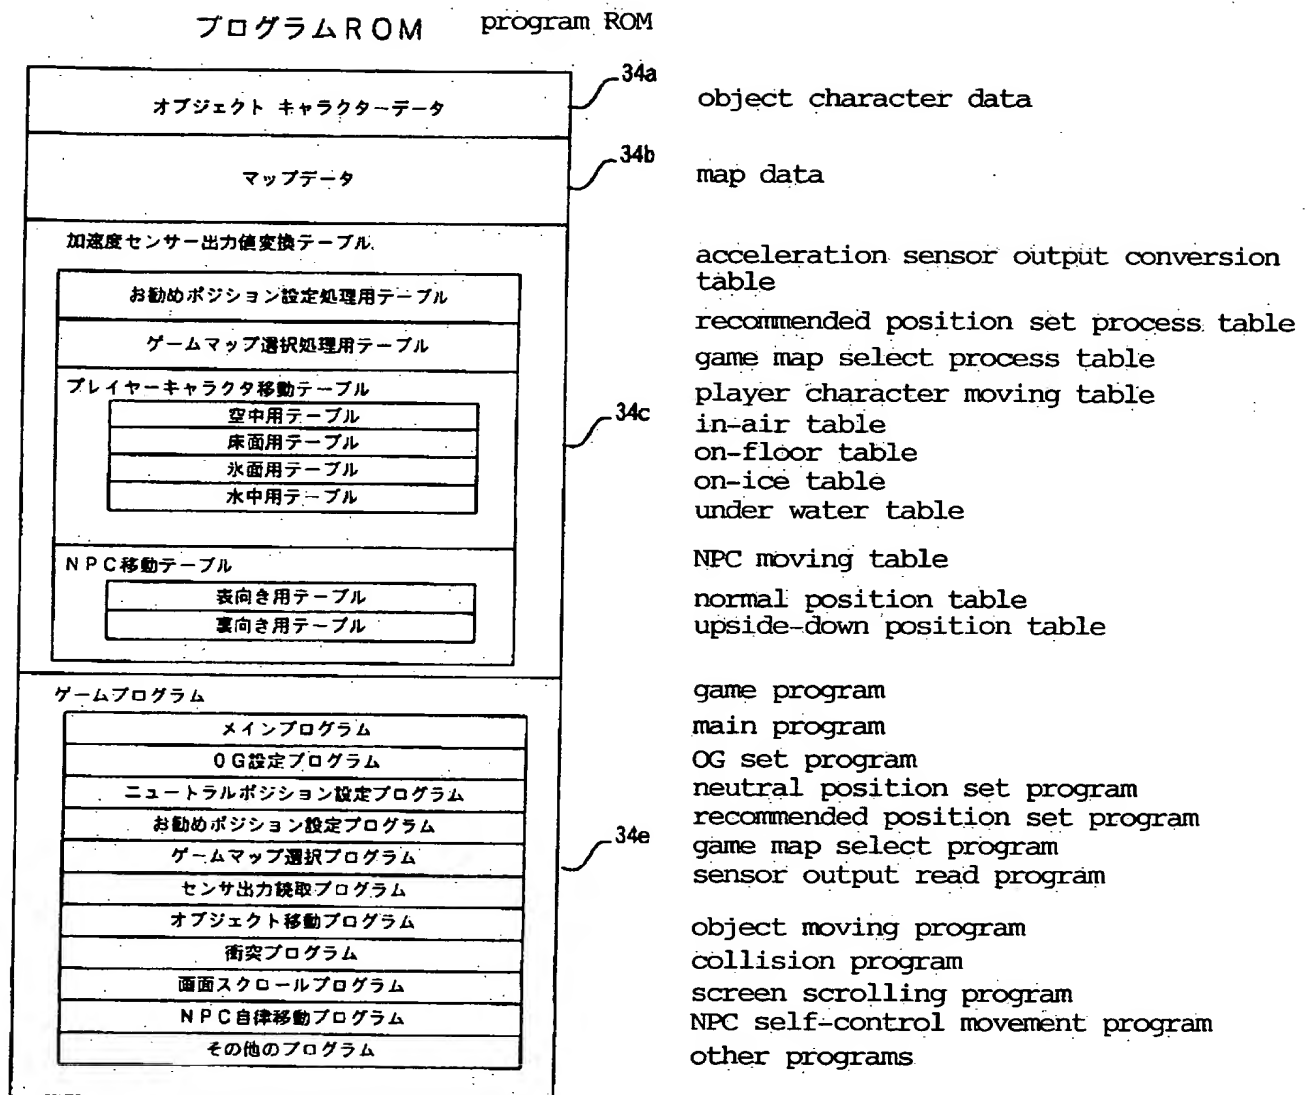 プログラムROM program ROM
34a
オブジェクト キャラクターデータ object character data
34b
マップデータ map data
加速度センサー出力値変換テーブル acceleration sensor output conversion
table
お勧めポジション設定処理用テーブル recommended position set process table
ゲームマップ選択処理用テーブル game map select process table
プレイヤーキャラクタ移動テーブル player character moving table
空中用テーブル 34c in-air table
床面用テーブル on-floor table
氷面用テーブル on-ice table
水中用テーブル under water table
NPC移動テーブル NPC moving table
表向き用テーブル normal position table
裏向き用テーブル upside-down position table
ゲームプログラム game program
メインプログラム main program
0G設定プログラム OG set program
ニュートラルポジション設定プログラム neutral position set program
お勧めポジション設定プログラム 34e recommended position set program
ゲームマップ選択プログラム game map select program
センサ出力読取プログラム sensor output read program
オブジェクト移動プログラム object moving program
衝突プログラム collision program
画面スクロールプログラム screen scrolling program
NPC自律移動プログラム NPC self-control movement program
その他のプログラム other programs